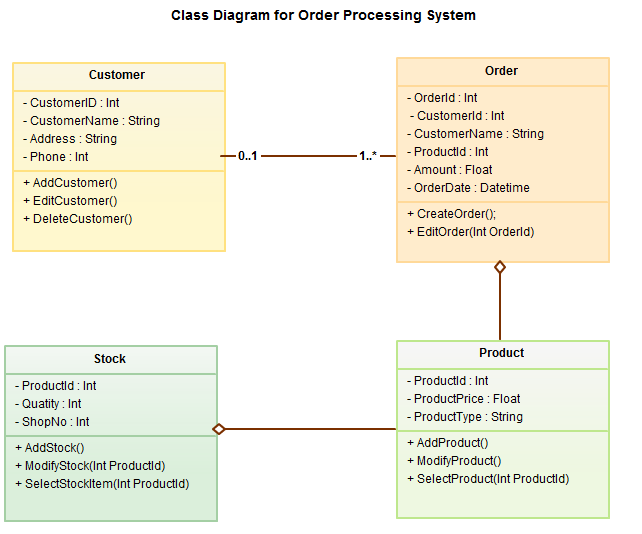 Class Diagram for Order Processing System
Customer
- CustomerID : Int
- CustomerName : String
- Address : String
- Phone : Int
+ AddCustomer()
+ EditCustomer()
+ DeleteCustomer()
0..1
1..*
Order
- OrderId : Int
- CustomerId : Int
- CustomerName : String
- ProductId : Int
- Amount : Float
- OrderDate : Datetime
+ CreateOrder();
+ EditOrder(Int OrderId)
Stock
- ProductId : Int
- Quatity : Int
- ShopNo : Int
+ AddStock()
+ ModifyStock(Int ProductId)
+ SelectStockItem(Int ProductId)
Product
- ProductId : Int
- ProductPrice : Float
- ProductType : String
+ AddProduct()
+ ModifyProduct()
+ SelectProduct(Int ProductId)